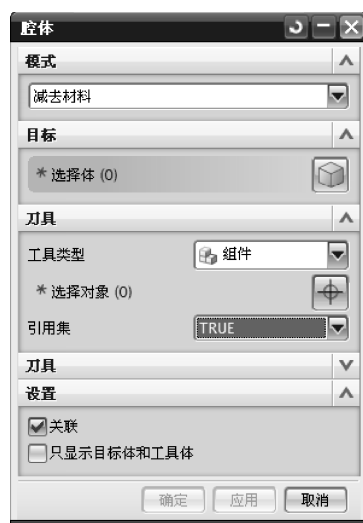 腔体
模式
减去材料
目标
* 选择体 (0)
刀具
工具类型 组件
* 选择对象 (0)
引用集 TRUE
刀具
设置
关联
只显示目标体和工具体
确定 应用 取消